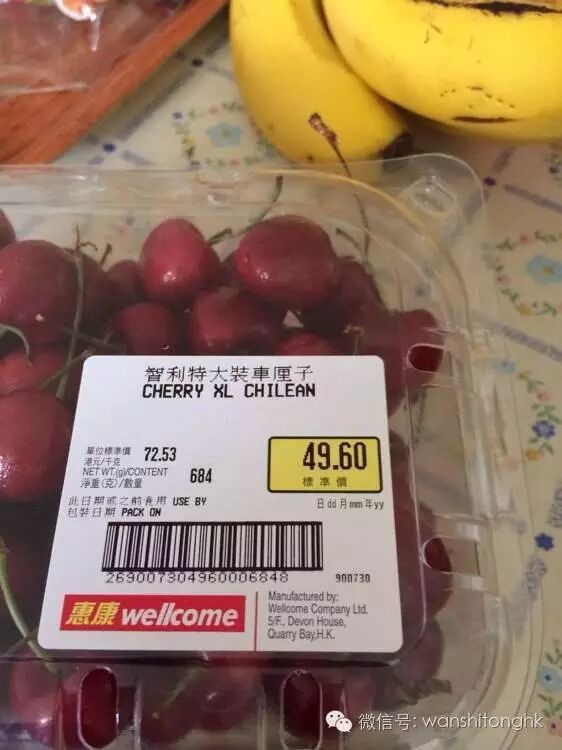 智利特大裝車厘子
CHERRY XL CHILEAN
單位標準價 72.53
港元/千克
NET WT.(g)/CONTENT 684
淨重(克)/數量
49.60
標準價
此日期或之前食用 USE BY
包裝日期 PACK ON
日dd月mm年yy
269007304960006848
900730
惠康 wellcome
Manufactured by:
Wellcome Company Ltd.
5/F., Devon House,
Quarry Bay,H.K.
微信号: wanshitonghk